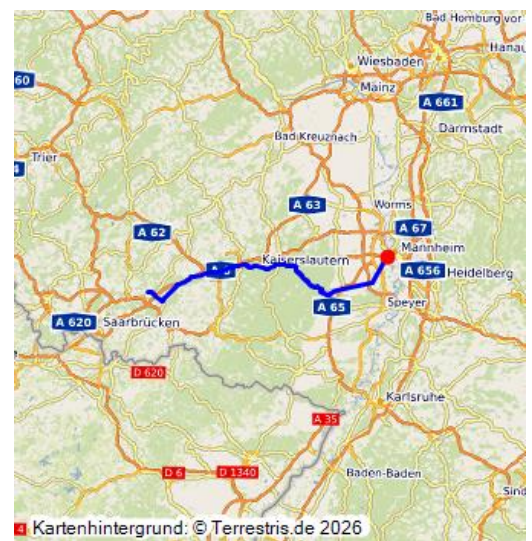 Bad Homburg vor
Wiesbaden
Hanau
60
Mainz
A 661
Darmstadt
Bad Kreuznach
Trier
A 63
Worms
A 62
A 67
Mannheim
Kaiserslautern
A 656
Heidelberg
A 65
Speyer
A 620
Saarbrücken
D 620
Karlsruhe
A 35
D 6
D 1340
Baden-Baden
Sind
4
Kartenhintergrund: © Terrestris.de 2026